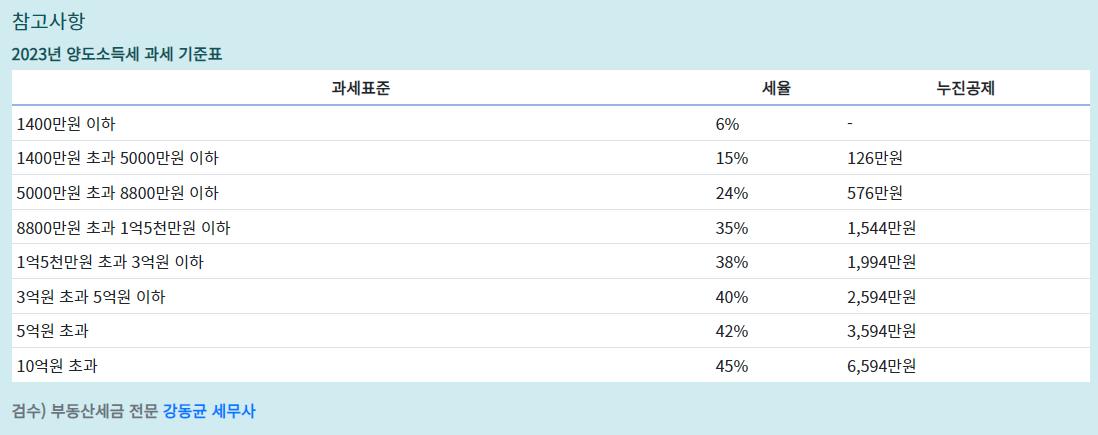 참고사항
2023년 양도소득세 과세 기준표
과세표준 세율 누진공제
1400만원 이하 6% -
1400만원 초과 5000만원 이하 15% 126만원
5000만원 초과 8800만원 이하 24% 576만원
8800만원 초과 1억5천만원 이하 35% 1,544만원
1억5천만원 초과 3억원 이하 38% 1,994만원
3억원 초과 5억원 이하 40% 2,594만원
5억원 초과 42% 3,594만원
10억원 초과 45% 6,594만원
검수) 부동산세금 전문 강동균 세무사